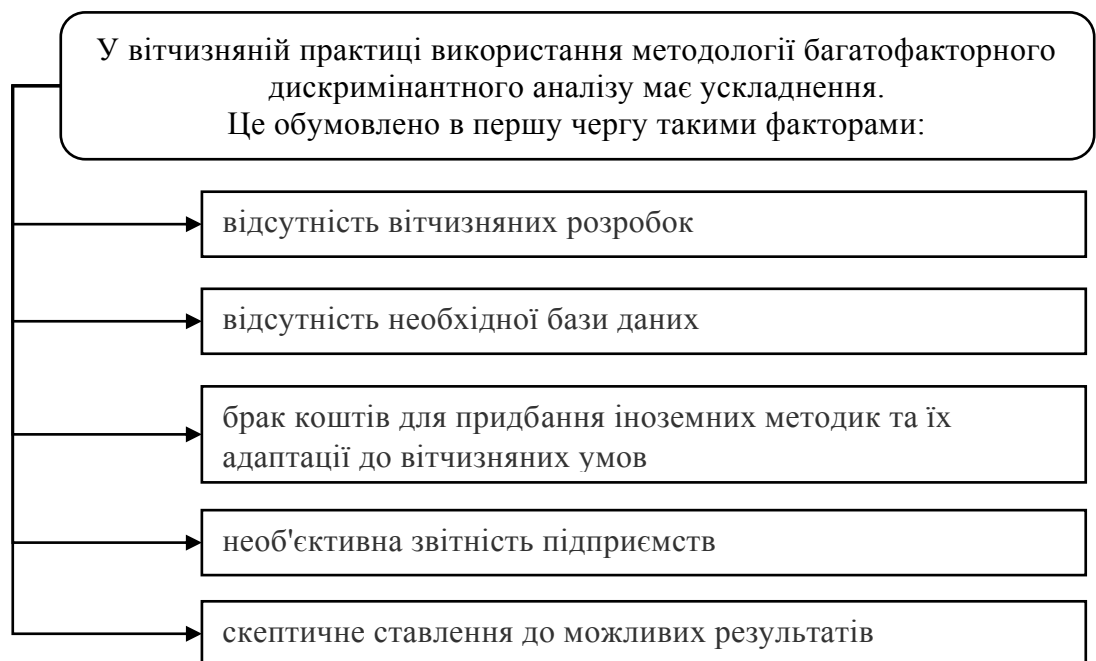 У вітчизняній практиці використання методології багатофакторного
дискримінантного аналізу має ускладнення.
Це обумовлено в першу чергу такими факторами:
відсутність вітчизняних розробок
відсутність необхідної бази даних
брак коштів для придбання іноземних методик та їх
адаптації до вітчизняних умов
необ'єктивна звітність підприємств
скептичне ставлення до можливих результатів